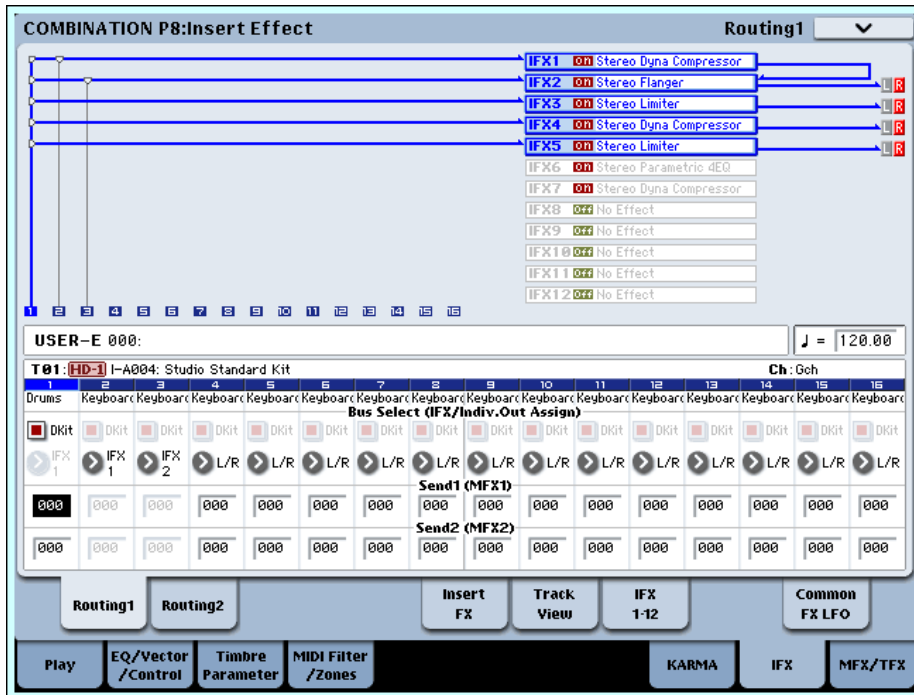 COMBINATION P8:Insert Effect Routing1
IFX1 On Stereo Dyna Compressor
IFX2 On Stereo Flanger L R
IFX3 On Stereo Limiter L R
IFX4 On Stereo Dyna Compressor L R
IFX5 On Stereo Limiter L R
IFX6 On Stereo Parametric 4EQ
IFX7 On Stereo Dyna Compressor
IFX8 Off No Effect
IFX9 Off No Effect
IFX10 Off No Effect
IFX11 Off No Effect
IFX12 Off No Effect
1 2 3 4 5 6 7 8 9 10 11 12 13 14 15 16
USER-E 000: ♩ = 120.00
T01: HD-1 I-A004: Studio Standard Kit Ch: Gch
1 2 3 4 5 6 7 8 9 10 11 12 13 14 15 16
Drums Keyboard Keyboard Keyboard Keyboard Keyboard Keyboard Keyboard Keyboard Keyboard Keyboard Keyboard Keyboard Keyboard Keyboard Keyboard
Bus Select (IFX/Indiv.Out Assign)
DKit DKit DKit DKit DKit DKit DKit DKit DKit DKit DKit DKit DKit DKit DKit DKit
IFX 1 IFX 1 IFX 2 L/R L/R L/R L/R L/R L/R L/R L/R L/R L/R L/R L/R L/R
Send1 (MFX1)
000 000 000 000 000 000 000 000 000 000 000 000 000 000 000 000
Send2 (MFX2)
000 000 000 000 000 000 000 000 000 000 000 000 000 000 000 000
Routing1 Routing2 Insert FX Track View IFX 1-12 Common FX LFO
Play EQ/Vector /Control Timbre Parameter MIDI Filter /Zones KARMA IFX MFX/TFX